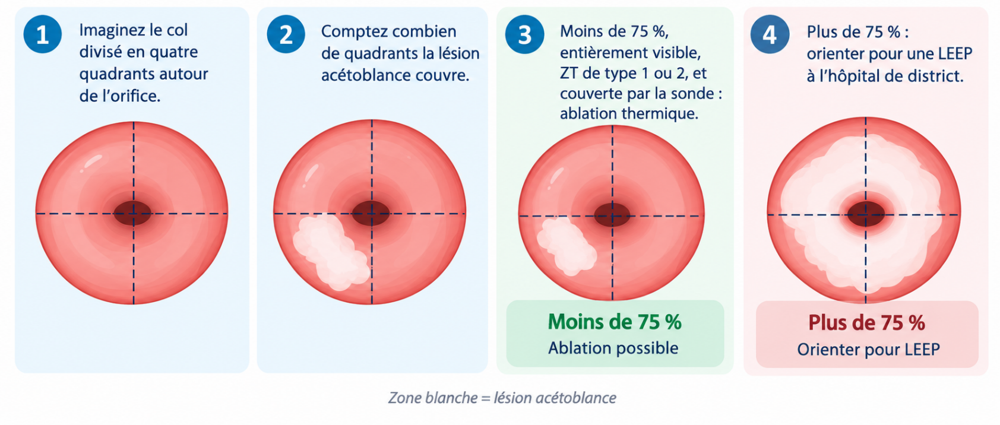 1
Imaginez le col
divisé en quatre
quadrants autour
de l'orifice.
2
Comptez combien
de quadrants la lésion
acétoblance couvre.
3
Moins de 75 %,
entièrement visible,
ZT de type 1 ou 2, et
couverte par la sonde :
ablation thermique.
Moins de 75 %
Ablation possible
4
Plus de 75 % :
orienter pour une LEEP
à l'hôpital de district.
Plus de 75 %
Orienter pour LEEP
Zone blanche = lésion acétoblance